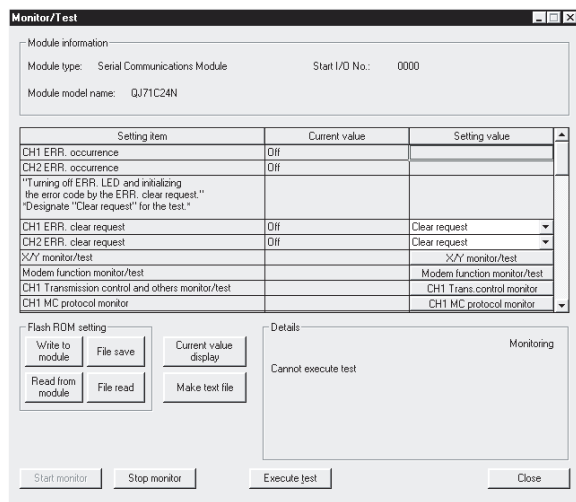 Monitor/Test
Module information
Module type: Serial Communications Module Start I/O No.: 0000
Module model name: QJ71C24N
Setting item Current value Setting value
CH1 ERR. occurrence Off
CH2 ERR. occurrence Off
"Turning off ERR. LED and initializing
the error code by the ERR. clear request."
*Designate "Clear request" for the test.*
CH1 ERR. clear request Off Clear request
CH2 ERR. clear request Off Clear request
X/Y monitor/test X/Y monitor/test
Modem function monitor/test Modem function monitor/test
CH1 Transmission control and others monitor/test CH1 Trans.control monitor
CH1 MC protocol monitor CH1 MC protocol monitor
Flash ROM setting
Write to module
File save
Current value display
Read from module
File read
Make text file
Details
Monitoring
Cannot execute test
Start monitor Stop monitor Execute test Close